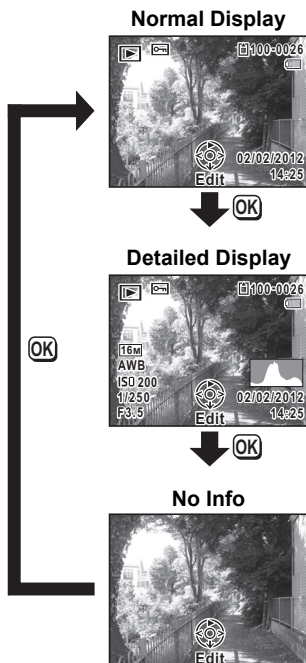 Normal Display
100-0026
02/02/2012
14:25
Edit
OK
Detailed Display
100-0026
16M
AWB
ISO 200
1/250
F3.5
02/02/2012
14:25
Edit
OK
OK
No Info
Edit